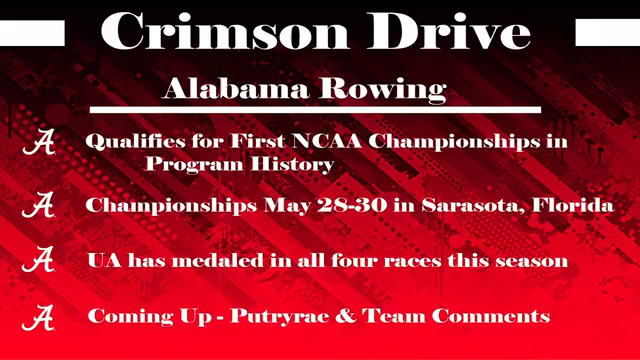 Crimson Drive
Alabama Rowing
A Qualifies for First NCAA Championships in
Program History
A Championships May 28-30 in Sarasota, Florida
A UA has medaled in all four races this season
A Coming Up - Putryrae & Team Comments